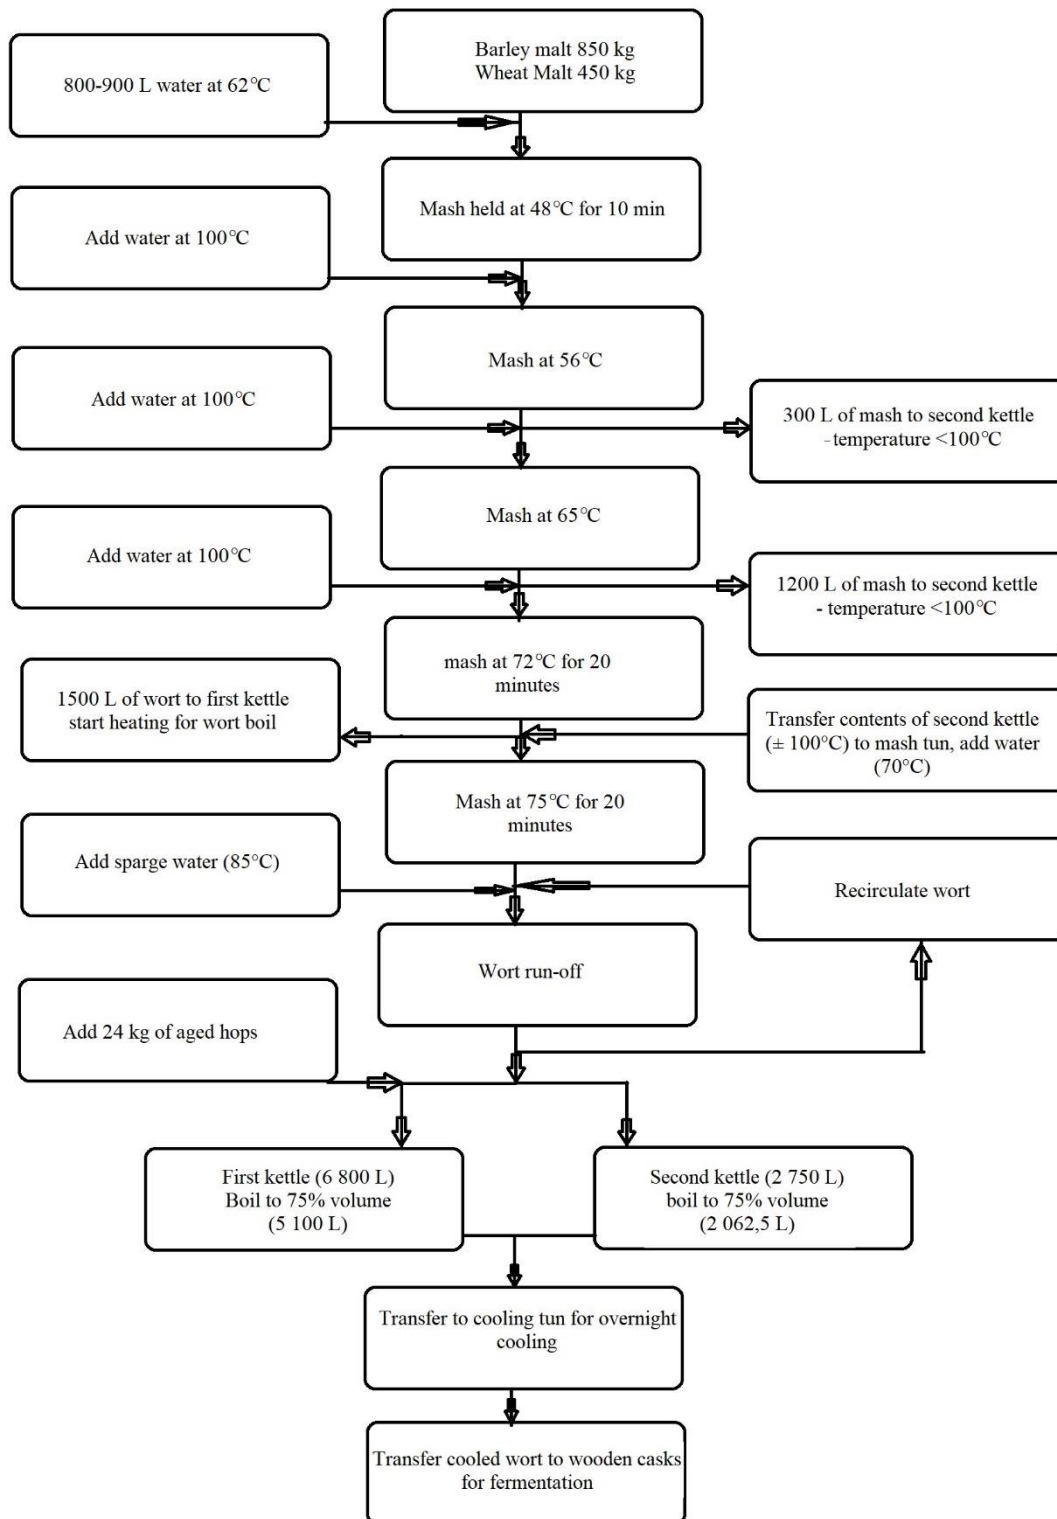 Barley malt 850 kg
Wheat Malt 450 kg
800-900 L water at 62°C
Mash held at 48°C for 10 min
Add water at 100°C
Mash at 56°C
Add water at 100°C
300 L of mash to second kettle
- temperature <100°C
Mash at 65°C
Add water at 100°C
1200 L of mash to second kettle
- temperature <100°C
mash at 72°C for 20
minutes
1500 L of wort to first kettle
start heating for wort boil
Transfer contents of second kettle
(± 100°C) to mash tun, add water
(70°C)
Mash at 75°C for 20
minutes
Add sparge water (85°C)
Recirculate wort
Wort run-off
Add 24 kg of aged hops
First kettle (6 800 L)
Boil to 75% volume
(5 100 L)
Second kettle (2 750 L)
boil to 75% volume
(2 062,5 L)
Transfer to cooling tun for overnight
cooling
Transfer cooled wort to wooden casks
for fermentation